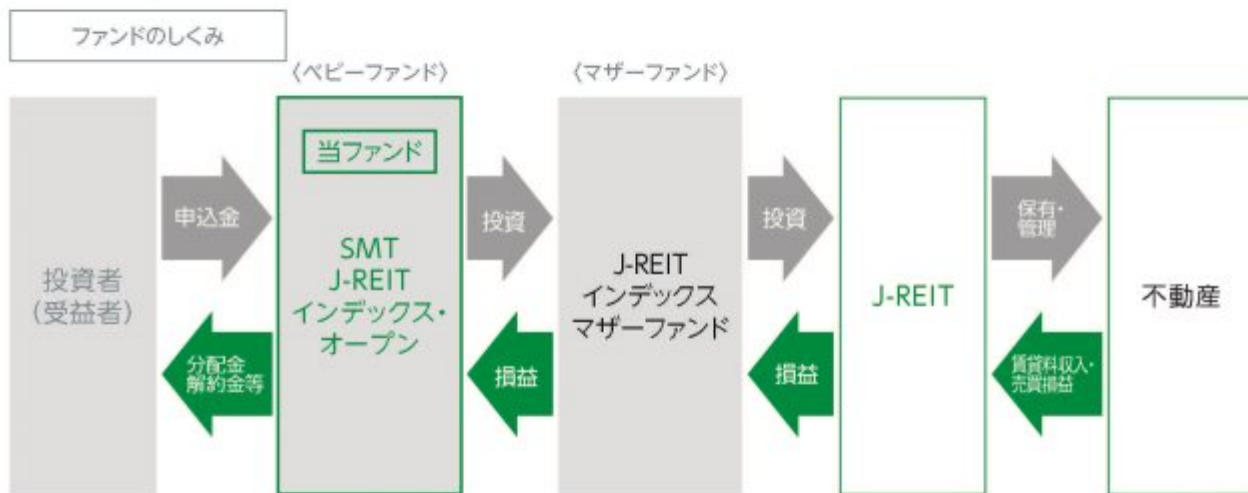 ファンドのしくみ
〈ベビーファンド〉
〈マザーファンド〉
投資者
(受益者)
申込金
分配金
解約金等
当ファンド
SMT
J-REIT
インデックス・
オープン
投資
損益
J-REIT
インデックス
マザーファンド
投資
損益
J-REIT
保有・
管理
賃貸料収入・
売買損益
不動産